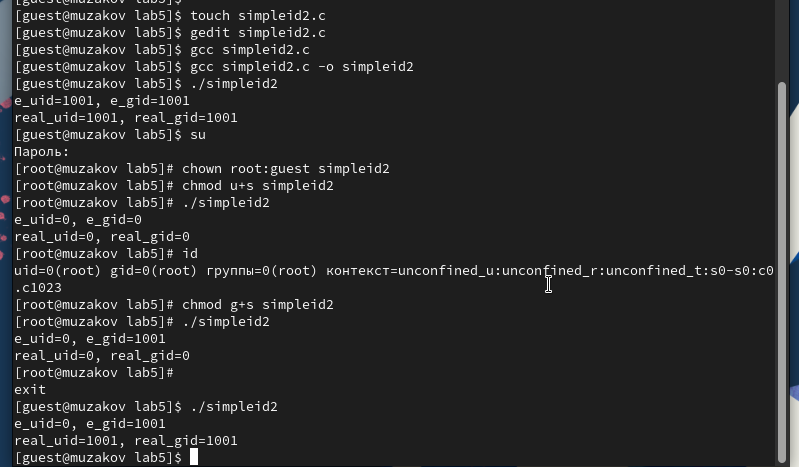 [guest@muzakov lab5]$
[guest@muzakov lab5]$ touch simpleid2.c
[guest@muzakov lab5]$ gedit simpleid2.c
[guest@muzakov lab5]$ gcc simpleid2.c
[guest@muzakov lab5]$ gcc simpleid2.c -o simpleid2
[guest@muzakov lab5]$ ./simpleid2
e_uid=1001, e_gid=1001
real_uid=1001, real_gid=1001
[guest@muzakov lab5]$ su
Пароль:
[root@muzakov lab5]# chown root:guest simpleid2
[root@muzakov lab5]# chmod u+s simpleid2
[root@muzakov lab5]# ./simpleid2
e_uid=0, e_gid=0
real_uid=0, real_gid=0
[root@muzakov lab5]# id
uid=0(root) gid=0(root) группы=0(root) контекст=unconfined_u:unconfined_r:unconfined_t:s0-s0:c0
.c1023
[root@muzakov lab5]# chmod g+s simpleid2
[root@muzakov lab5]# ./simpleid2
e_uid=0, e_gid=1001
real_uid=0, real_gid=0
[root@muzakov lab5]#
exit
[guest@muzakov lab5]$ ./simpleid2
e_uid=0, e_gid=1001
real_uid=1001, real_gid=1001
[guest@muzakov lab5]$